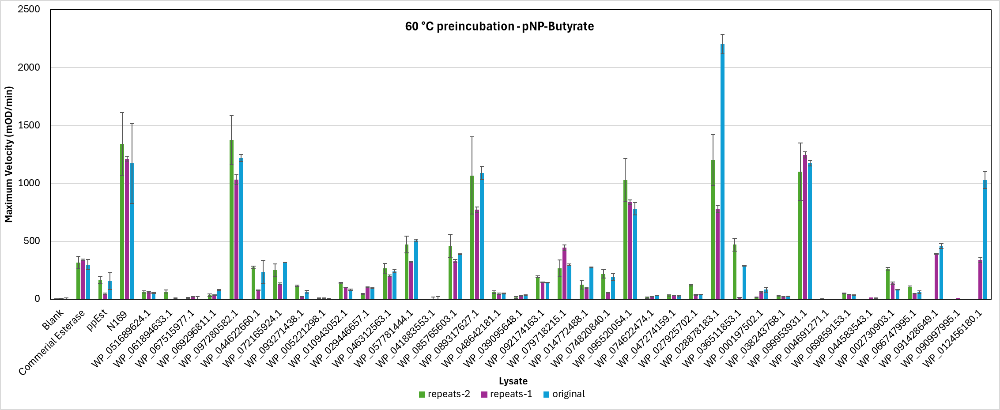 60 °C preincubation - pNP-Butyrate
Maximum Velocity (mOD/min)
2500
2000
1500
1000
500
0
Blank
Commerial Esterase
ppEst
N169
WP_051689624.1
WP_061894633.1
WP_067515977.1
WP_069296811.1
WP_097280582.1
WP_044622660.1
WP_072165924.1
WP_093271438.1
WP_005221298.1
WP_010943052.1
WP_029446657.1
WP_046312563.1
WP_057781444.1
WP_041883553.1
WP_085765603.1
WP_089317627.1
WP_048642181.1
WP_039095648.1
WP_092174163.1
WP_079718215.1
WP_014772488.1
WP_074820840.1
WP_095520054.1
WP_074622474.1
WP_047274159.1
WP_027925702.1
WP_028878183.1
WP_036511853.1
WP_000197502.1
WP_038243768.1
WP_099953931.1
WP_004691271.1
WP_069859153.1
WP_044583543.1
WP_002730903.1
WP_066747995.1
WP_091428649.1
WP_090997995.1
WP_012456180.1
Lysate
repeats-2 repeats-1 original